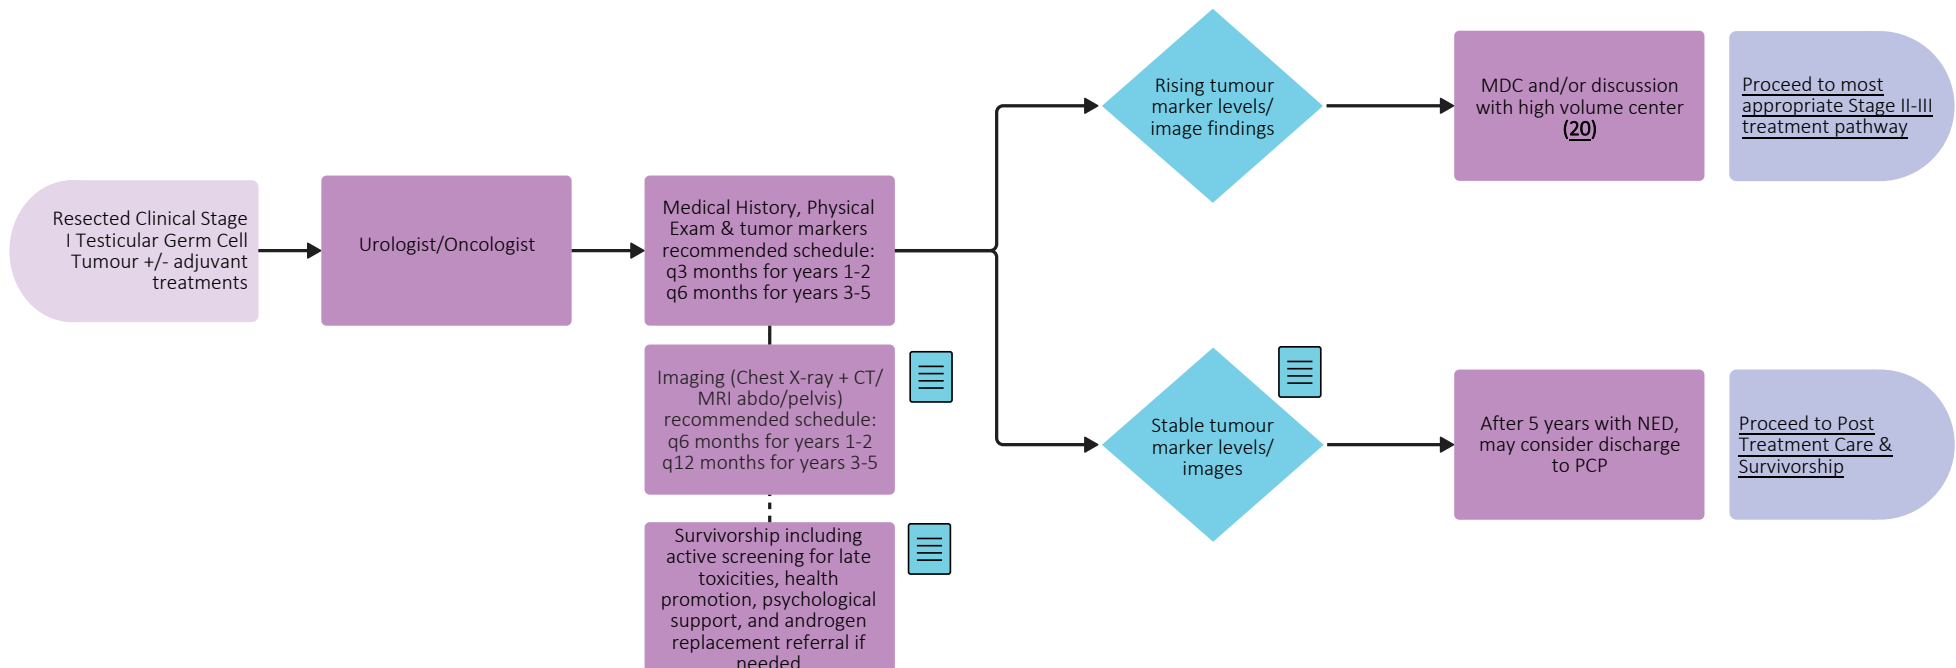 Resected Clinical Stage
I Testicular Germ Cell
Tumour +/- adjuvant
treatments
Urologist/Oncologist
Medical History, Physical
Exam & tumor markers
recommended schedule:
q3 months for years 1-2
q6 months for years 3-5
Imaging (Chest X-ray + CT/
MRI abdo/pelvis)
recommended schedule:
q6 months for years 1-2
q12 months for years 3-5
Survivorship including
active screening for late
toxicities, health
promotion, psychological
support, and androgen
replacement referral if
needed
Rising tumour
marker levels/
image findings
MDC and/or discussion
with high volume center
(20)
Proceed to most
appropriate Stage II-III
treatment pathway
Stable tumour
marker levels/
images
After 5 years with NED,
may consider discharge
to PCP
Proceed to Post
Treatment Care &
Survivorship